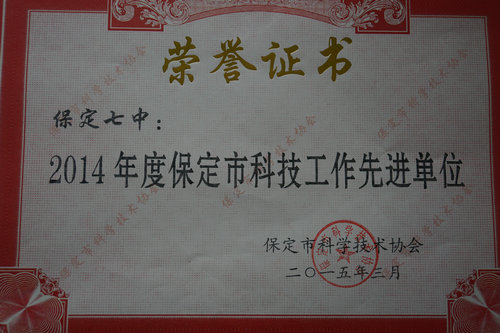 荣誉证书
保定七中：
2014年度保定市科技工作先进单位
保定市科学技术协会
二〇一五年三月